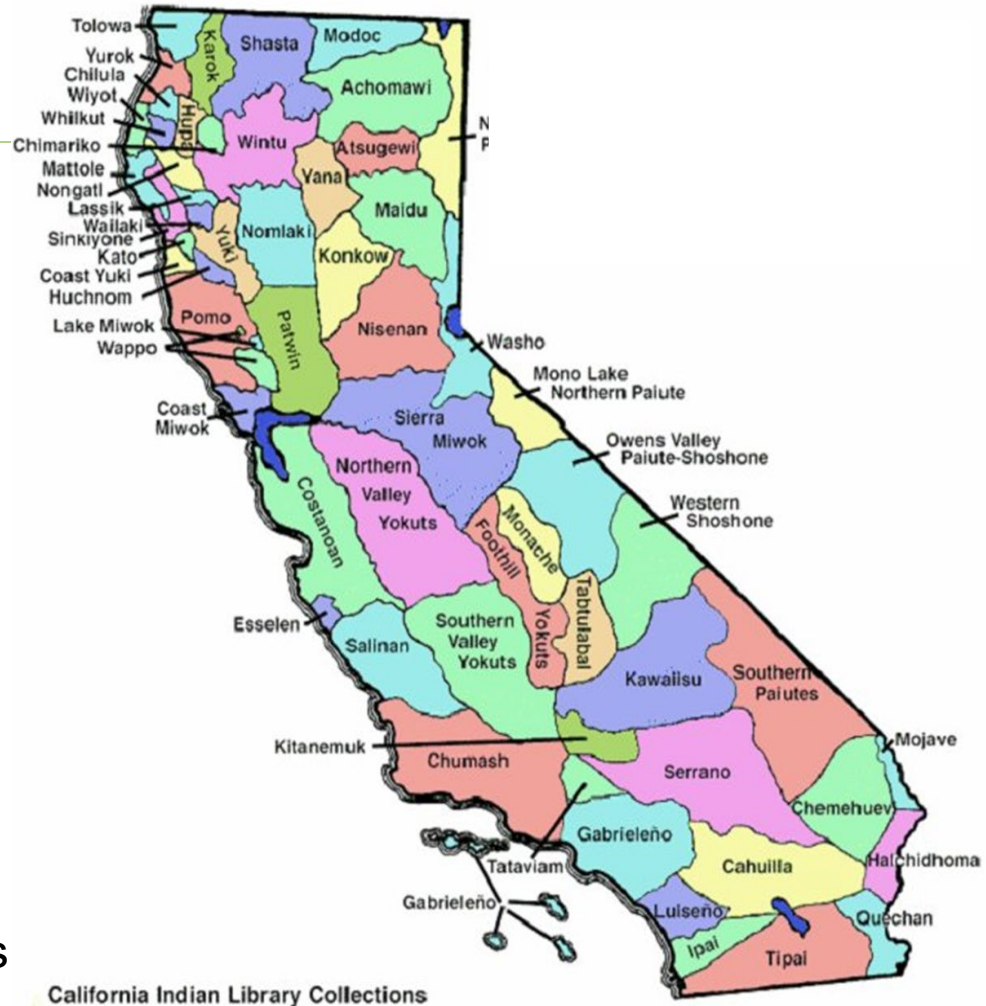 Tolowa
Karok
Shasta
Modoc
Yurok
Chilula
Wiyot
Whilkut
Hupa
Achomawi
N
P
Chimariko
Wintu
Atsugewi
Mattole
Nongatl
Yana
Lassik
Wailaki
Sinkiyone
Kato
Coast Yuki
Huchnom
Yuki
Nomlaki
Maidu
Konkow
Pomo
Lake Miwok
Wappo
Patwin
Nisenan
Washo
Mono Lake
Northern Paiute
Coast
Miwok
Sierra
Miwok
Owens Valley
Paiute-Shoshone
Northern
Valley
Yokuts
Costanoan
Foothill
Yokuts
Monache
Western
Shoshone
Tabtulabal
Esselen
Salinan
Southern
Valley
Yokuts
Kawaiisu
Southern
Paiutes
Kitanemuk
Chumash
Serrano
Mojave
Chemehuevi
Gabrieleño
Tataviam
Cahuilla
Halchidhoma
Gabrieleño
Luiseño
Quechan
Ipai
Tipai
s
California Indian Library Collections